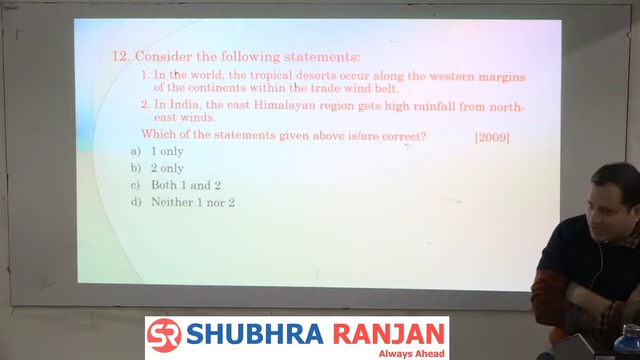 12. Consider the following statements:
1. In the world, the tropical deserts occur along the western margins
of the continents within the trade wind belt.
2. In India, the east Himalayan region gets high rainfall from north-
east winds.
Which of the statements given above is/are correct? [2009]
a) 1 only
b) 2 only
c) Both 1 and 2
d) Neither 1 nor 2
SR SHUBHRA RANJAN
Always Ahead